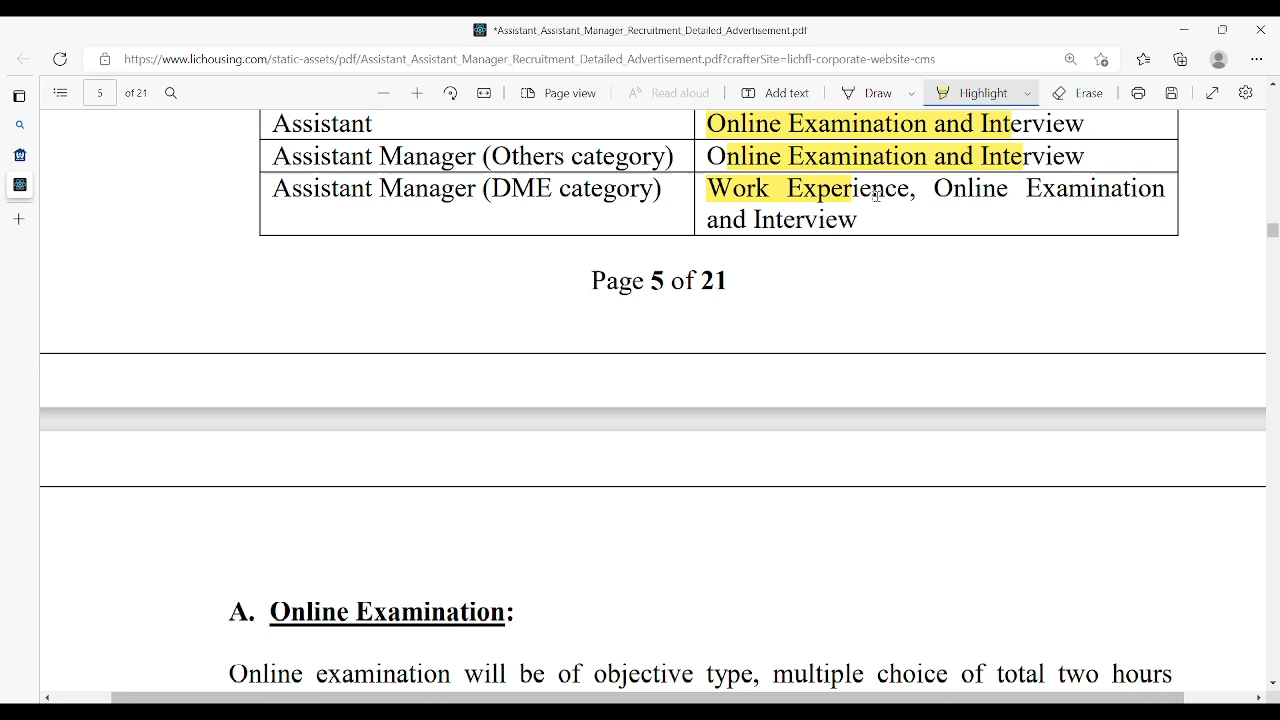 *Assistant_Assistant_Manager_Recruitment_Detailed_Advertisement.pdf
https://www.lichousing.com/static-assets/pdf/Assistant_Assistant_Manager_Recruitment_Detailed_Advertisement.pdf?crafterSite=lichfl-corporate-website-cms
5 of 21 Page view Read aloud Add text Draw Highlight Erase
Assistant Online Examination and Interview
Assistant Manager (Others category) Online Examination and Interview
Assistant Manager (DME category) Work Experience, Online Examination
and Interview
Page 5 of 21
A. Online Examination:
Online examination will be of objective type, multiple choice of total two hours